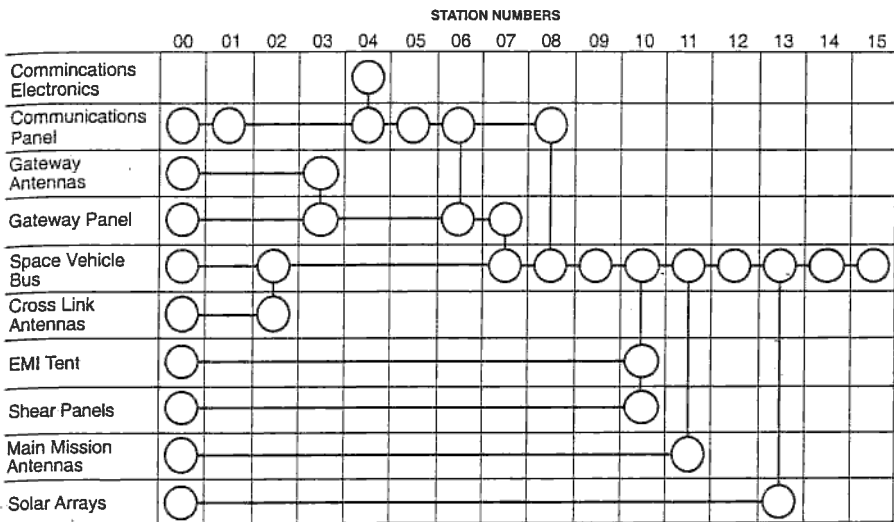 STATION NUMBERS
00 01 02 03 04 05 06 07 08 09 10 11 12 13 14 15
Commincations
Electronics
Communications
Panel
Gateway
Antennas
Gateway Panel
Space Vehicle
Bus
Cross Link
Antennas
EMI Tent
Shear Panels
Main Mission
Antennas
Solar Arrays